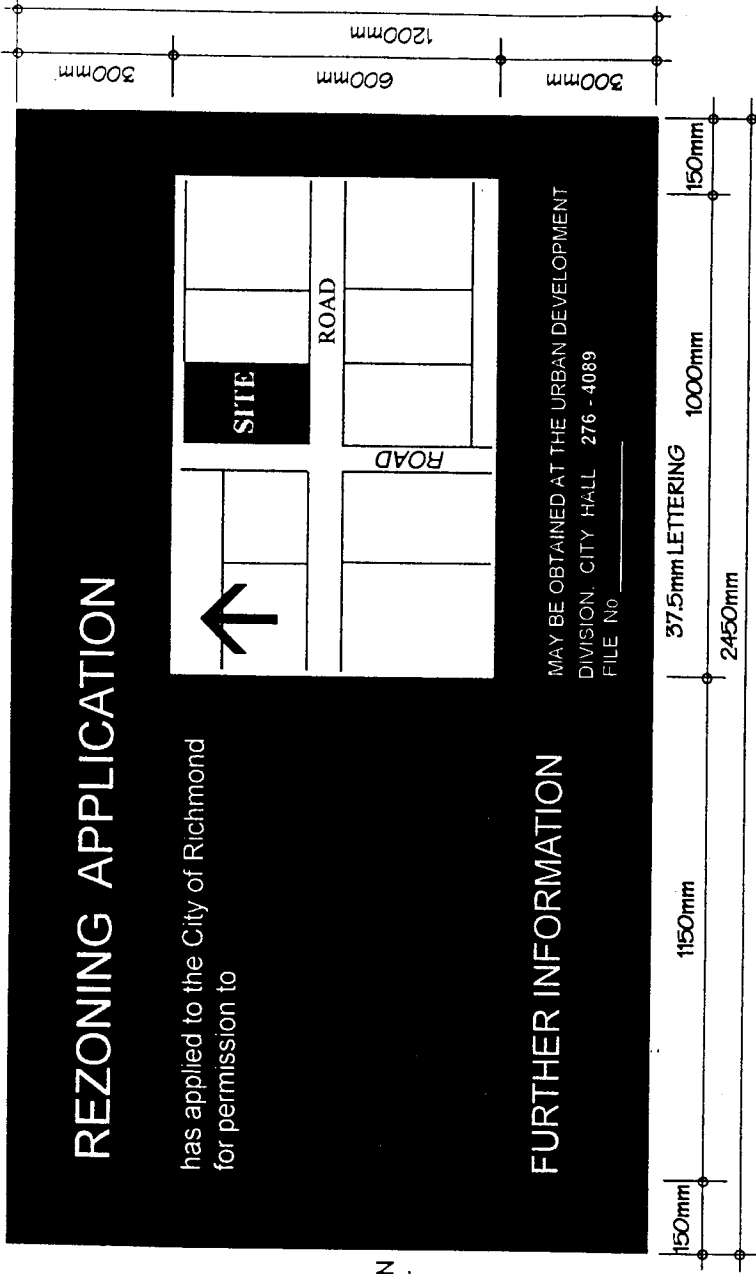 REZONING APPLICATION
has applied to the City of Richmond
for permission to
SITE
ROAD
ROAD
FURTHER INFORMATION
MAY BE OBTAINED AT THE URBAN DEVELOPMENT
DIVISION. CITY HALL 276 - 4089
FILE No
300mm
600mm
300mm
1200mm
150mm
1150mm
1000mm
150mm
37.5mm LETTERING
2450mm
N